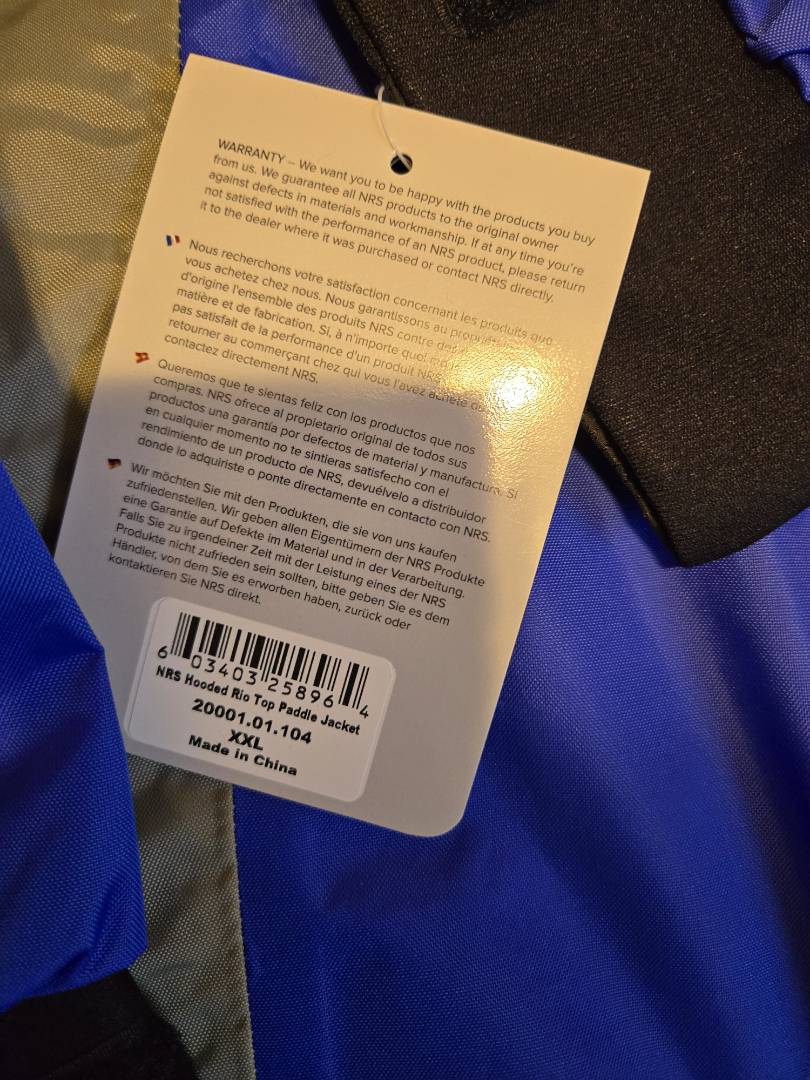 WARRANTY – We want you to be happy with the products you buy
from us. We guarantee all NRS products to the original owner
against defects in materials and workmanship. If at any time you're
not satisfied with the performance of an NRS product, please return
it to the dealer where it was purchased or contact NRS directly.
Nous recherchons votre satisfaction concernant les produits que
vous achetez chez nous. Nous garantissons au
d'origine l'ensemble des produits NRS contre
matière et de fabrication. Si, à n'importe quel
pas satisfait de la performance d'un produit NRS
retourner au commerçant chez qui vous l'avez acheté ou
contactez directement NRS.
Queremos que te sientas feliz con los productos que nos
compras. NRS ofrece al propietario original de todos sus
productos una garantía por defectos de material y manufactura. Si
en cualquier momento no te sintieras satisfecho con el
rendimiento de un producto de NRS, devuélvelo a distribuidor
donde lo adquiriste o ponte directamente en contacto con NRS.
Wir möchten Sie mit den Produkten, die sie von uns kaufen
zufriedenstellen. Wir geben allen Eigentümern der NRS Produkte
eine Garantie auf Defekte im Material und in der Verarbeitung.
Falls Sie zu irgendeiner Zeit mit der Leistung eines der NRS
Produkte nicht zufrieden sein sollten, bitte geben Sie es dem
Händler, von dem Sie es erworben haben, zurück oder
kontaktieren Sie NRS direkt.
6 03403 25896 4
NRS Hooded Rio Top Paddle Jacket
20001.01.104
XXL
Made in China